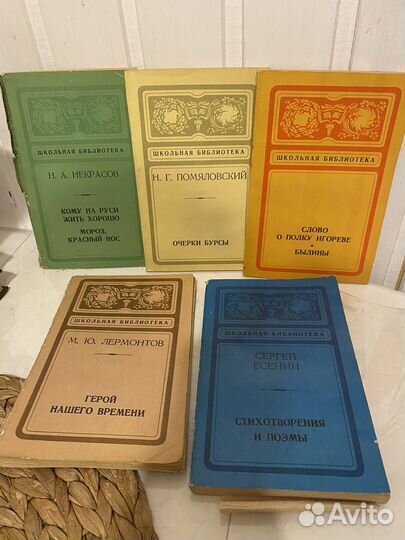 ШКОЛЬНАЯ БИБЛИОТЕКА
Н. А. НЕКРАСОВ
КОМУ НА РУСИ
ЖИТЬ ХОРОШО
МОРОЗ,
КРАСНЫЙ НОС
ШКОЛЬНАЯ БИБЛИОТЕКА
Н. Г. ПОМЯЛОВСКИЙ
ОЧЕРКИ БУРСЫ
ШКОЛЬНАЯ БИБЛИОТЕКА
СЛОВО
О ПОЛКУ ИГОРЕВЕ
•
БЫЛИНЫ
ШКОЛЬНАЯ БИБЛИОТЕКА
М. Ю. ЛЕРМОНТОВ
ГЕРОЙ
НАШЕГО ВРЕМЕНИ
ШКОЛЬНАЯ БИБЛИОТЕКА
СЕРГЕЙ
ЕСЕНИН
СТИХОТВОРЕНИЯ
И ПОЭМЫ
Avito